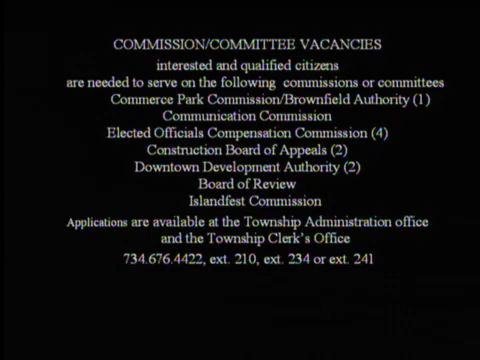 COMMISSION/COMMITTEE VACANCIES
interested and qualified citizens
are needed to serve on the following commissions or committees
Commerce Park Commission/Brownfield Authority (1)
Communication Commission
Elected Officials Compensation Commission (4)
Construction Board of Appeals (2)
Downtown Development Authority (2)
Board of Review
Islandfest Commission
Applications are available at the Township Administration office
and the Township Clerk's Office
734.676.4422, ext. 210, ext. 234 or ext. 241